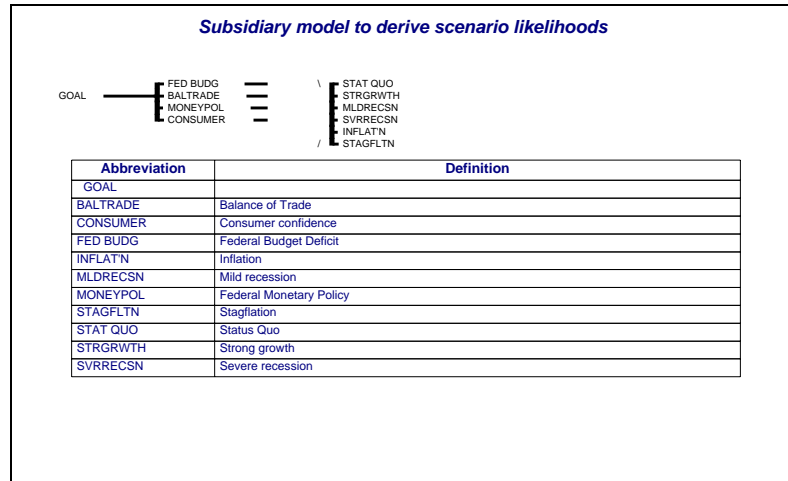 Subsidiary model to derive scenario likelihoods
FED BUDG \ STAT QUO
GOAL BALTRADE STRGRWTH
MONEYPOL MLDRECSN
CONSUMER SVRRECSN
INFLAT'N
/ STAGFLTN
Abbreviation Definition
GOAL
BALTRADE Balance of Trade
CONSUMER Consumer confidence
FED BUDG Federal Budget Deficit
INFLAT'N Inflation
MLDRECSN Mild recession
MONEYPOL Federal Monetary Policy
STAGFLTN Stagflation
STAT QUO Status Quo
STRGRWTH Strong growth
SVRRECSN Severe recession